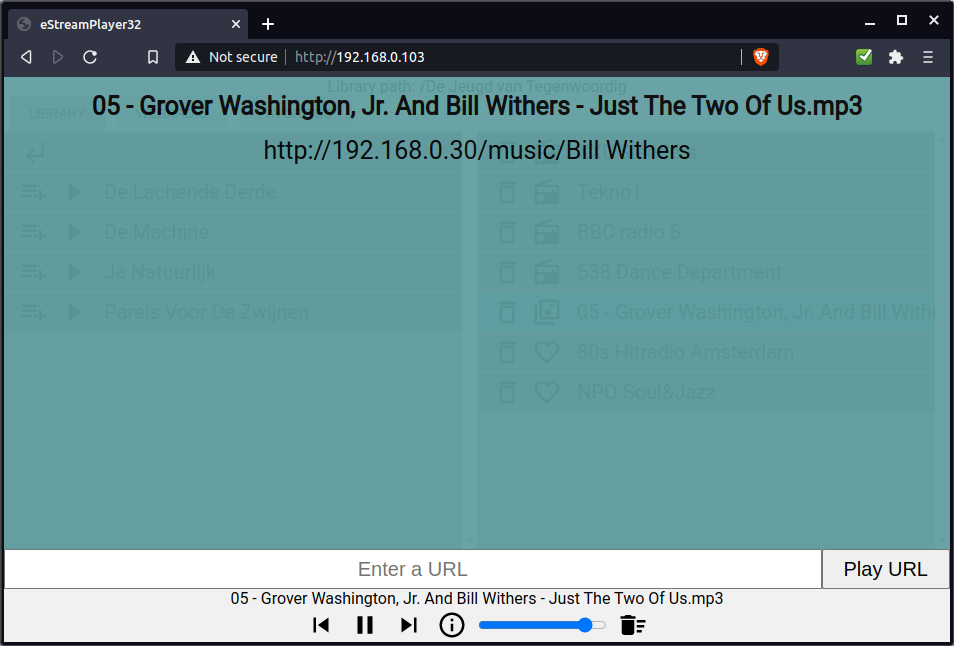 eStreamPlayer32
Not secure
http://192.168.0.103
Library path: /De Jeugd van Tegenwoordig
05 - Grover Washington, Jr. And Bill Withers - Just The Two Of Us.mp3
LIBRARY
http://192.168.0.30/music/Bill Withers
De Lachende Derde
Tekno1
De Machine
BBC radio 6
Ja Natuurlijk
538 Dance Department
Parels Voor De Zwijnen
05 - Grover Washington, Jr. And Bill With
80s Hitradio Amsterdam
NPO Soul&Jazz
Enter a URL
Play URL
05 - Grover Washington, Jr. And Bill Withers - Just The Two Of Us.mp3